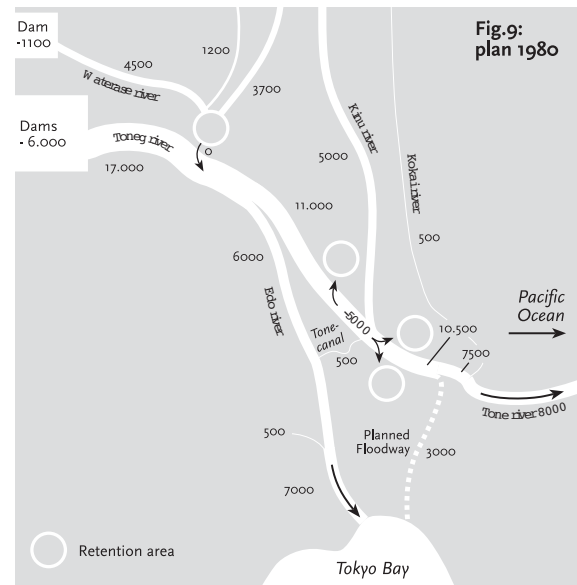 Dam
-1100
Fig.9:
plan 1980
1200
4500
Waterase river
3700
Dams
- 6.000
Toneg river
17.000
0
Kinu river
5000
Kokai river
11.000
500
6000
Edo river
-5000
Pacific
Ocean
Tone-
canal
500
10.500
7500
Tone river 8000
Planned
Floodway
3000
500
7000
Retention area
Tokyo Bay